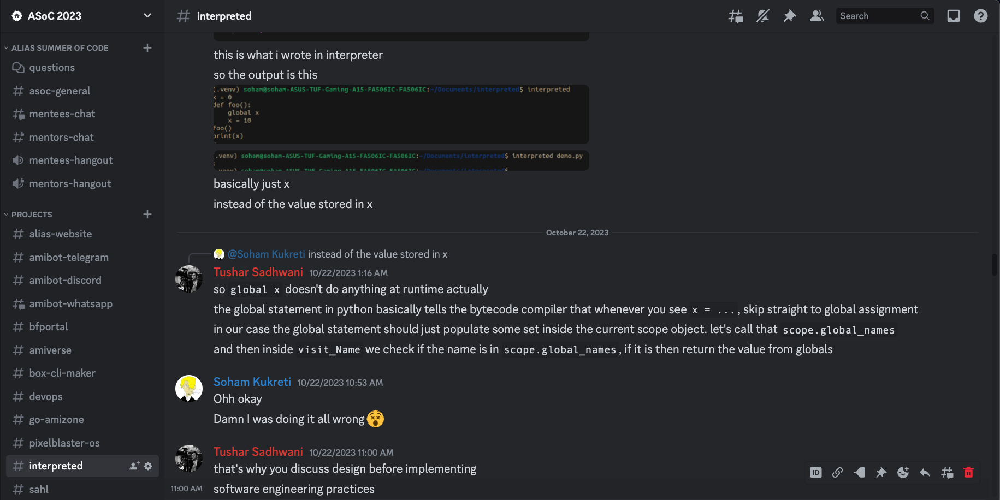 ASoC 2023
ALIAS SUMMER OF CODE
questions
asoc-general
mentees-chat
mentors-chat
mentees-hangout
mentors-hangout
PROJECTS
alias-website
amibot-telegram
amibot-discord
amibot-whatsapp
bfportal
amiverse
box-cli-maker
devops
go-amizone
pixelblaster-os
interpreted
sahl
interpreted
Search
this is what i wrote in interpreter
so the output is this
(.venv) soham@soham-ASUS-TUF-Gaming-A15-FA506IC-FA506IC:~/Documents/interpreted$ interpreted
x = 0
def foo():
global x
x = 10
foo()
print(x)
.venv) soham@soham-ASUS-TUF-Gaming-A15-FA506IC-FA506IC:~/Documents/interpreted$ interpreted demo.py
basically just x
instead of the value stored in x
October 22, 2023
@Soham Kukreti instead of the value stored in x
Tushar Sadhwani 10/22/2023 1:16 AM
so global x doesn't do anything at runtime actually
the global statement in python basically tells the bytecode compiler that whenever you see x = ..., skip straight to global assignment
in our case the global statement should just populate some set inside the current scope object. let's call that scope.global_names
and then inside visit_Name we check if the name is in scope.global_names, if it is then return the value from globals
Soham Kukreti 10/22/2023 10:53 AM
Ohh okay
Damn I was doing it all wrong😵
Tushar Sadhwani 10/22/2023 11:00 AM
that's why you discuss design before implementing
11:00 AM software engineering practices
ID